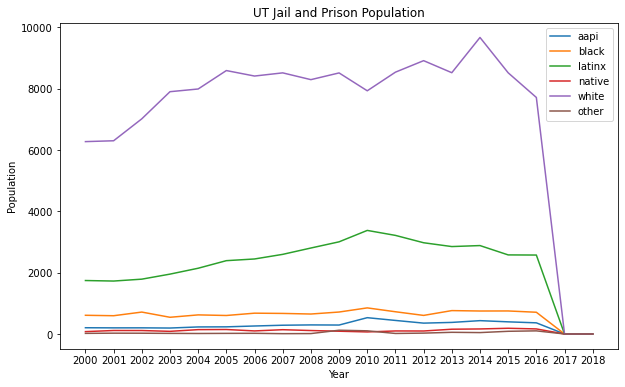 UT Jail and Prison Population
10000
8000
6000
4000
2000
0
Population
aapi
black
latinx
native
white
other
2000 2001 2002 2003 2004 2005 2006 2007 2008 2009 2010 2011 2012 2013 2014 2015 2016 2017 2018
Year